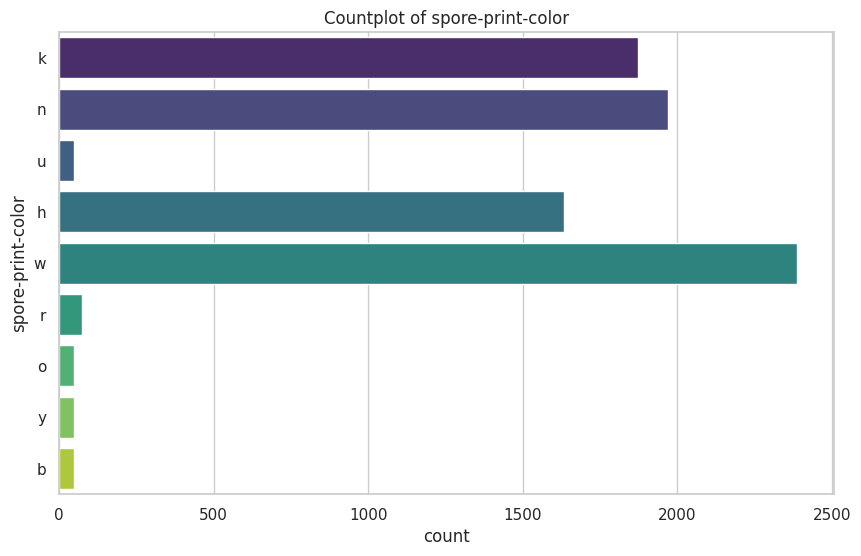 Countplot of spore-print-color
k
n
u
h
w
r
o
y
b
spore-print-color
0 500 1000 1500 2000 2500
count